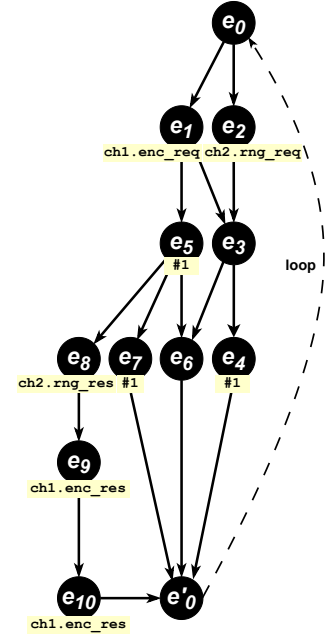 e0
e1 e2
ch1.enc_req ch2.rng_req
e5 e3
#1
loop
e8 e7 e6 e4
ch2.rng_res #1 #1
e9
ch1.enc_res
e10 e'0
ch1.enc_res